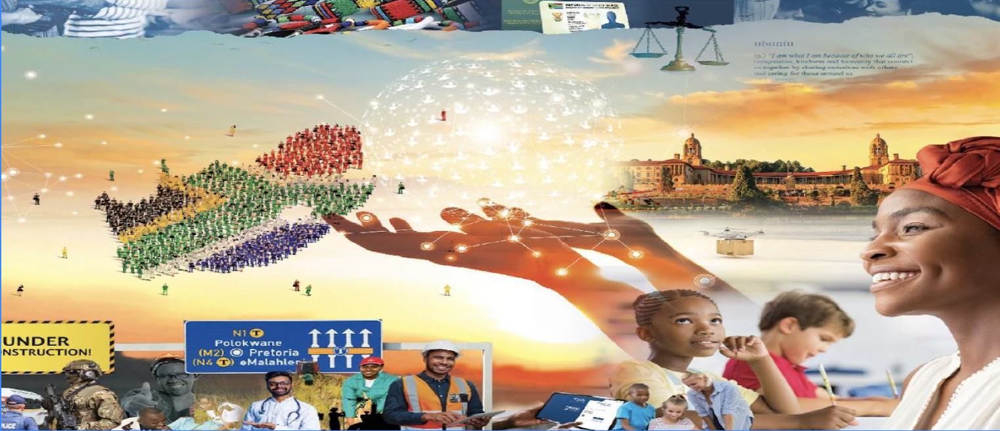 REPUBLIC OF SOUTH AFRICA
ubuntu
(n.) "I am what I am because of who we all are";
compassion, kindness and humanity that connect
us together by sharing ourselves with others
and caring for those around us
UNDER
NSTRUCTION!
N1 T
Polokwane
(M2) Pretoria
(N4 T) eMalahle
T
LICE